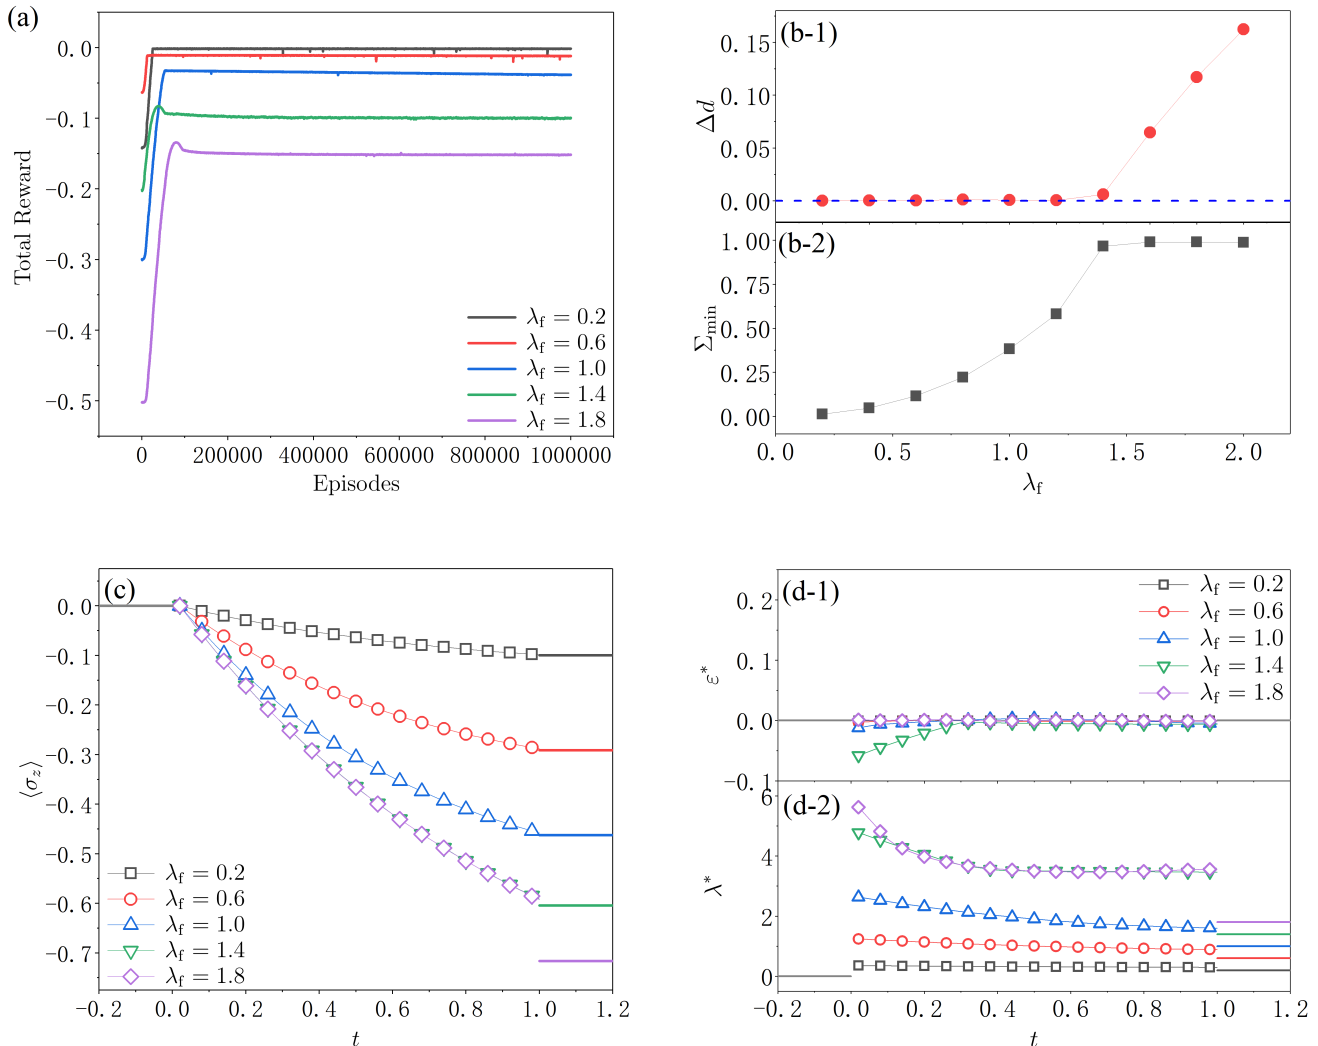 (a)
0.0
-0.1
-0.2
-0.3
-0.4
-0.5
Total Reward
λf = 0.2
λf = 0.6
λf = 1.0
λf = 1.4
λf = 1.8
0 200000 400000 600000 800000 1000000
Episodes
(b-1)
0.15
0.10
0.05
0.00
Δd
(b-2)
1.00
0.75
0.50
0.25
0.00
Σmin
0.0 0.5 1.0 1.5 2.0
λf
(c)
0.0
-0.1
-0.2
-0.3
-0.4
-0.5
-0.6
-0.7
⟨σz⟩
λf = 0.2
λf = 0.6
λf = 1.0
λf = 1.4
λf = 1.8
-0.2 0.0 0.2 0.4 0.6 0.8 1.0 1.2
t
(d-1)
λf = 0.2
λf = 0.6
λf = 1.0
λf = 1.4
λf = 1.8
0.2
0.1
0.0
-0.1
ε*
(d-2)
6
4
2
0
λ*
-0.2 0.0 0.2 0.4 0.6 0.8 1.0 1.2
t